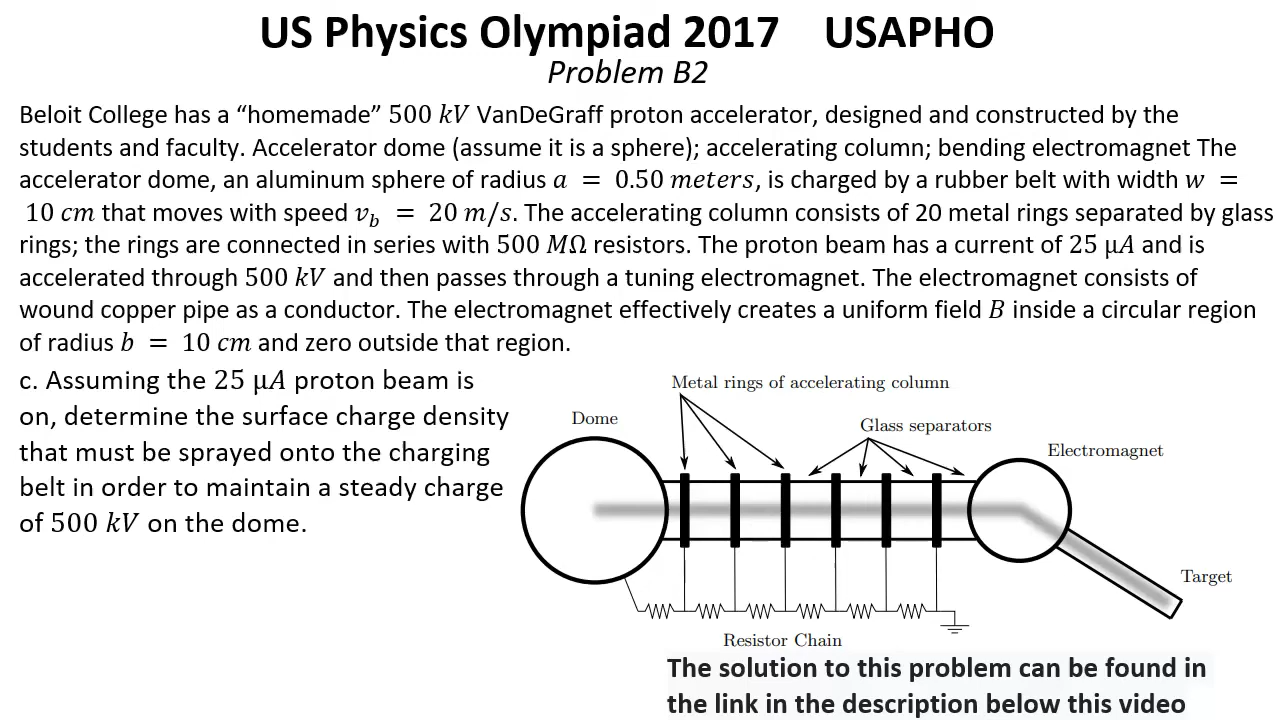 US Physics Olympiad 2017 USAPHO
Problem B2
Beloit College has a “homemade” 500 kV VanDeGraff proton accelerator, designed and constructed by the
students and faculty. Accelerator dome (assume it is a sphere); accelerating column; bending electromagnet The
accelerator dome, an aluminum sphere of radius a = 0.50 meters, is charged by a rubber belt with width w =
10 cm that moves with speed v_b = 20 m/s. The accelerating column consists of 20 metal rings separated by glass
rings; the rings are connected in series with 500 MΩ resistors. The proton beam has a current of 25 μA and is
accelerated through 500 kV and then passes through a tuning electromagnet. The electromagnet consists of
wound copper pipe as a conductor. The electromagnet effectively creates a uniform field B inside a circular region
of radius b = 10 cm and zero outside that region.
c. Assuming the 25 μA proton beam is
on, determine the surface charge density
that must be sprayed onto the charging
belt in order to maintain a steady charge
of 500 kV on the dome.
Metal rings of accelerating column
Dome
Glass separators
Electromagnet
Target
Resistor Chain
The solution to this problem can be found in
the link in the description below this video